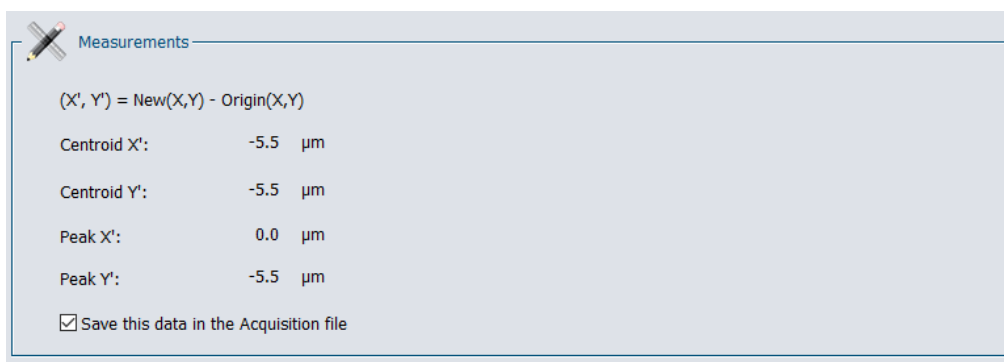 Measurements
(X', Y') = New(X,Y) - Origin(X,Y)
Centroid X': -5.5 µm
Centroid Y': -5.5 µm
Peak X': 0.0 µm
Peak Y': -5.5 µm
Save this data in the Acquisition file